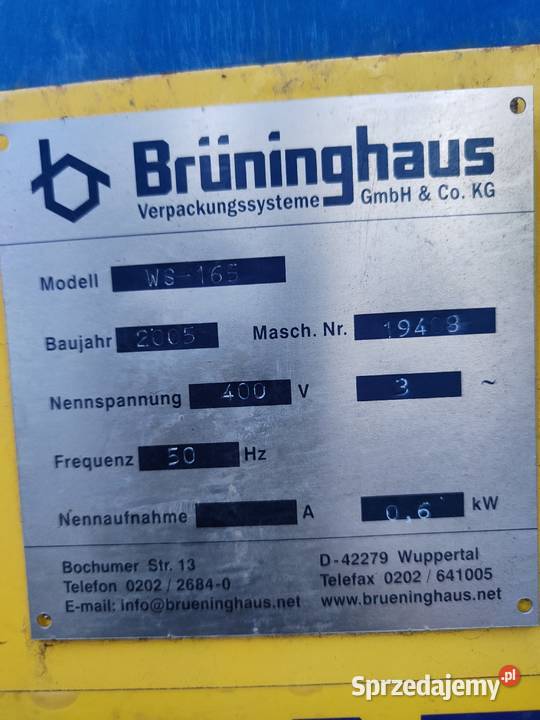 Brüninghaus
Verpackungssysteme GmbH & Co. KG
Modell WS-165
Baujahr 2005 Masch. Nr.
Nennspannung 400 V 3 ~
Frequenz 50 Hz
Nennaufnahme A 0,6 kW
Bochumer Str. 13 D-42279 Wuppertal
Telefon 0202 / 2684-0 Telefax 0202 / 641005
E-mail: info@brueninghaus.net www.brueninghaus.net
Sprzedajemy.pl